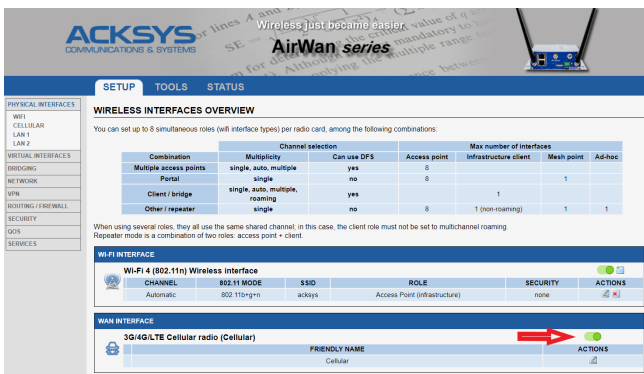 ACKSYS
COMMUNICATIONS & SYSTEMS
Wireless just became easier
AirWan series
SETUP TOOLS STATUS
PHYSICAL INTERFACES
WIFI
CELLULAR
LAN 1
LAN 2
VIRTUAL INTERFACES
BRIDGING
NETWORK
VPN
ROUTING / FIREWALL
SECURITY
QOS
SERVICES
WIRELESS INTERFACES OVERVIEW
You can set up to 8 simultaneous roles (wifi interface types) per radio card, among the following combinations:
Channel selection Max number of interfaces
Combination Multiplicity Can use DFS Access point Infrastructure client Mesh point Ad-hoc
Multiple access points single, auto, multiple yes 8
Portal single no 8 1
Client / bridge single, auto, multiple, roaming yes 1
Other / repeater single no 8 1 (non-roaming) 1 1
When using several roles, they all use the same shared channel; in this case, the client role must not be set to multichannel roaming.
Repeater mode is a combination of two roles: access point + client.
WI-FI INTERFACE
Wi-Fi 4 (802.11n) Wireless interface
CHANNEL 802.11 MODE SSID ROLE SECURITY ACTIONS
Automatic 802.11b+g+n acksys Access Point (infrastructure) none
WAN INTERFACE
3G/4G/LTE Cellular radio (Cellular)
FRIENDLY NAME ACTIONS
Cellular